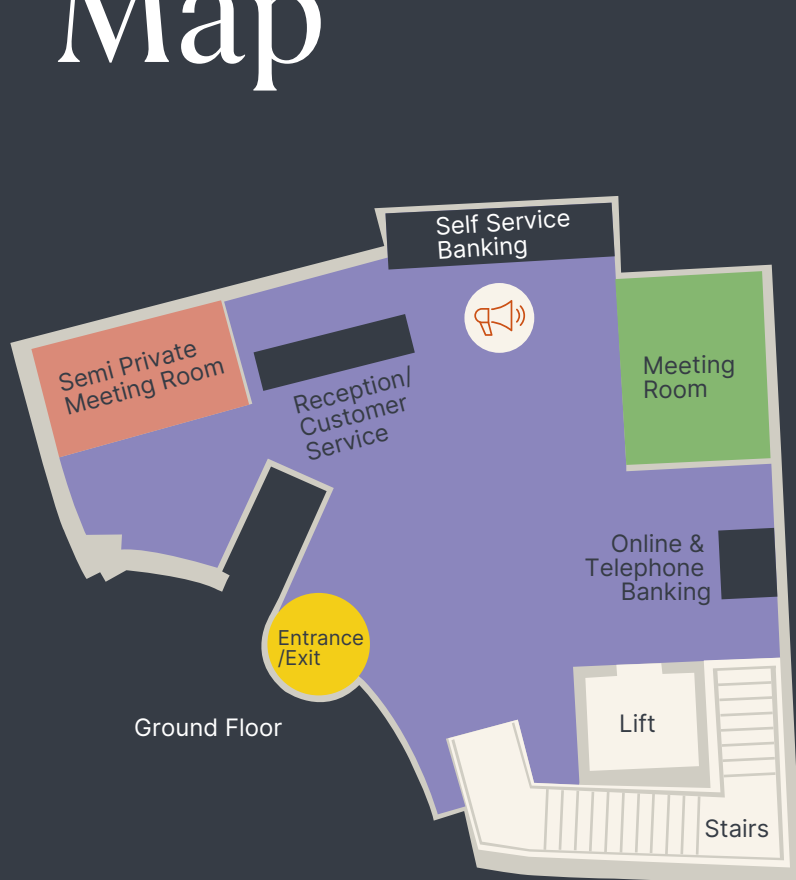 Map
Self Service
Banking
Semi Private
Meeting Room
Reception/
Customer
Service
Meeting
Room
Online &
Telephone
Banking
Entrance
/Exit
Ground Floor
Lift
Stairs